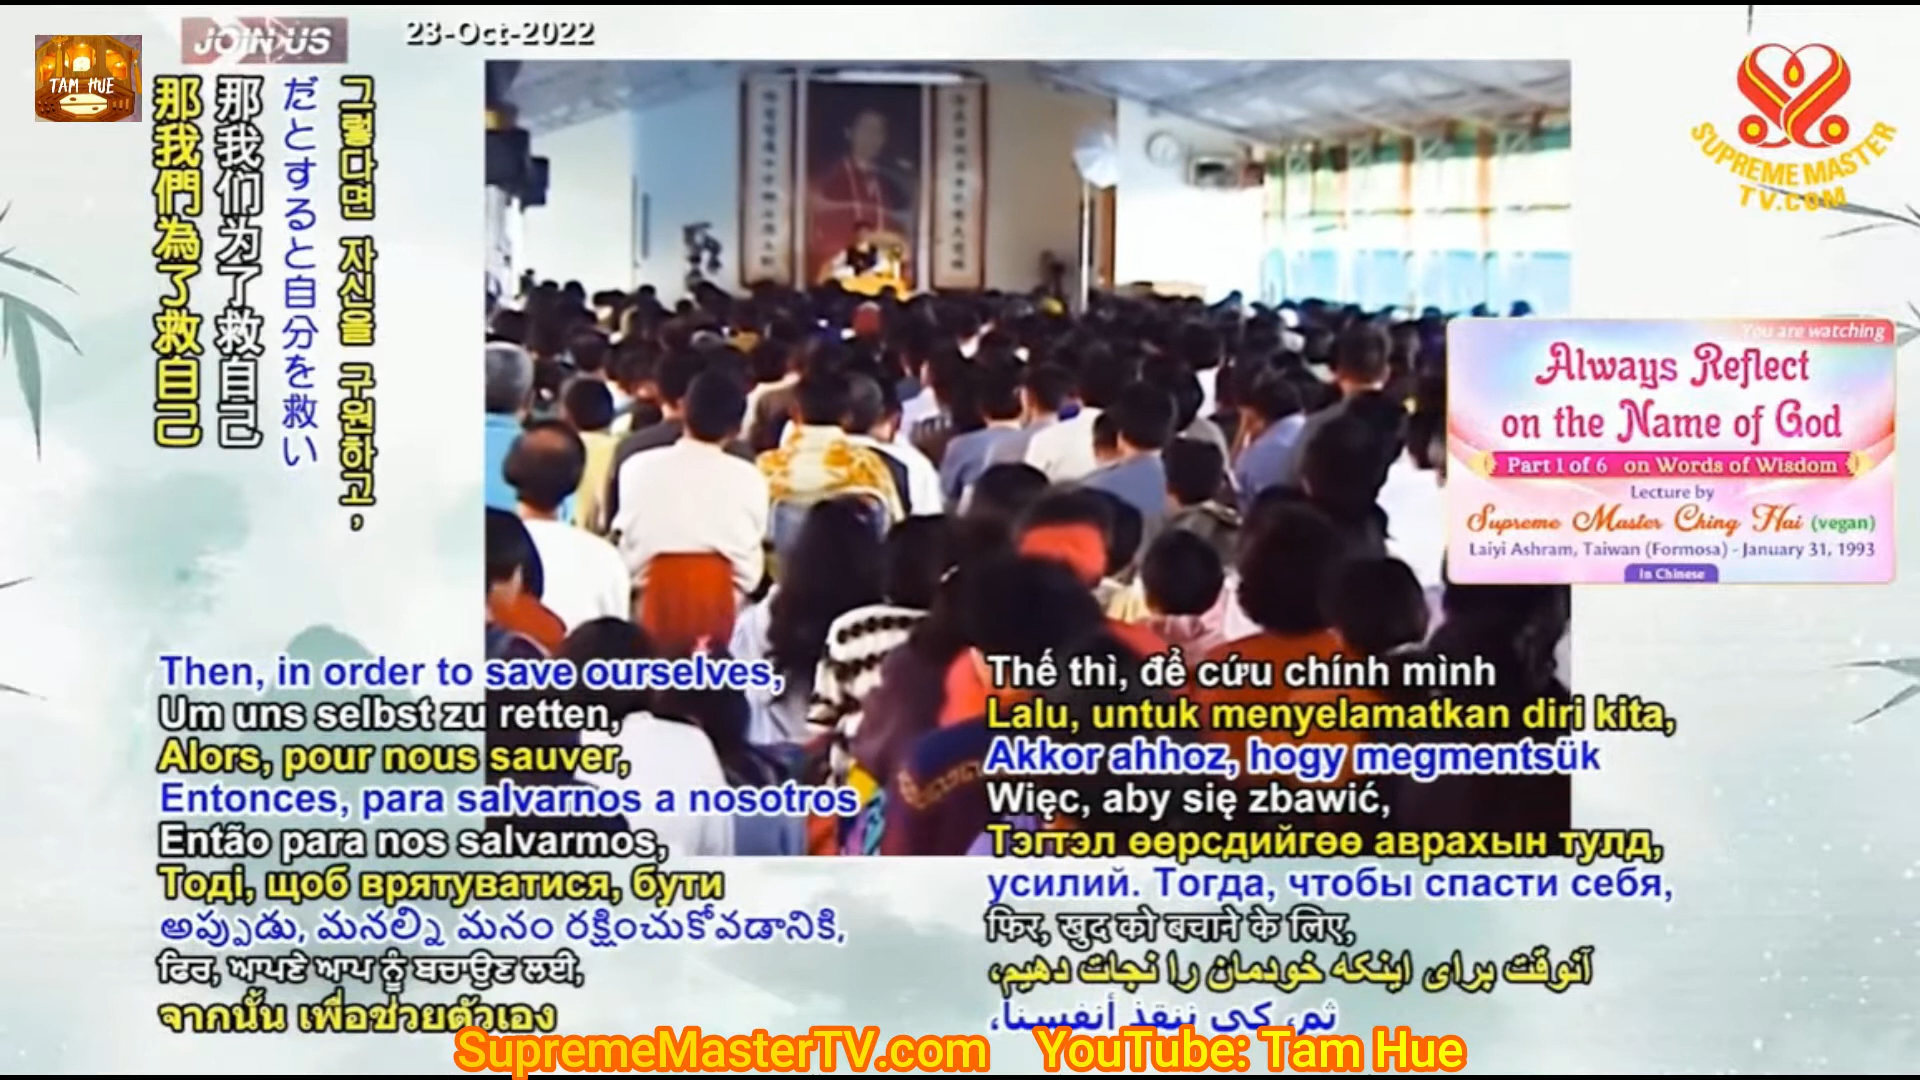 TAM HUE
JOIN US
23-Oct-2022
那我們為了救自己
那我们为了救自己
だとすると自分を救い
그렇다면 자신을 구원하고,
SUPREME MASTER
TV.COM
You are watching
Always Reflect
on the Name of God
Part 1 of 6 on Words of Wisdom
Lecture by
Supreme Master Ching Hai (vegan)
Laiyi Ashram, Taiwan (Formosa) - January 31, 1993
In Chinese
Then, in order to save ourselves,
Um uns selbst zu retten,
Alors, pour nous sauver,
Entonces, para salvarnos a nosotros
Então para nos salvarmos,
Тоді, щоб врятуватися, бути
అప్పుడు, మనల్ని మనం రక్షించుకోవడానికి,
ਫਿਰ, ਆਪਣੇ ਆਪ ਨੂੰ ਬਚਾਉਣ ਲਈ,
จากนั้น เพื่อช่วยตัวเอง
Thế thì, để cứu chính mình
Lalu, untuk menyelamatkan diri kita,
Akkor ahhoz, hogy megmentsük
Więc, aby się zbawić,
Тэгтэл өөрсдийгөө аврахын тулд,
усилий. Тогда, чтобы спасти себя,
फिर, खुद को बचाने के लिए,
آنوقت برای اینکه خودمان را نجات دهیم،
ثم، كي ننقذ أنفسنا،
SupremeMasterTV.com YouTube: Tam Hue